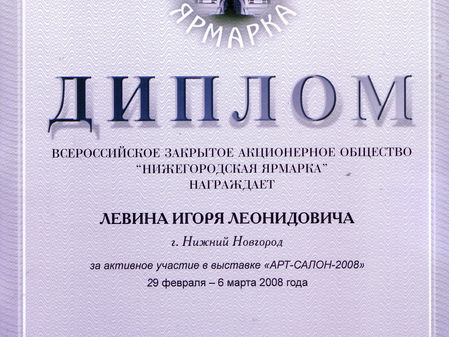 ЯРМАРКА
ДИПЛОМ
ВСЕРОССИЙСКОЕ ЗАКРЫТОЕ АКЦИОНЕРНОЕ ОБЩЕСТВО
“НИЖЕГОРОДСКАЯ ЯРМАРКА”
НАГРАЖДАЕТ
ЛЕВИНА ИГОРЯ ЛЕОНИДОВИЧА
г. Нижний Новгород
за активное участие в выставке «АРТ-САЛОН-2008»
29 февраля – 6 марта 2008 года